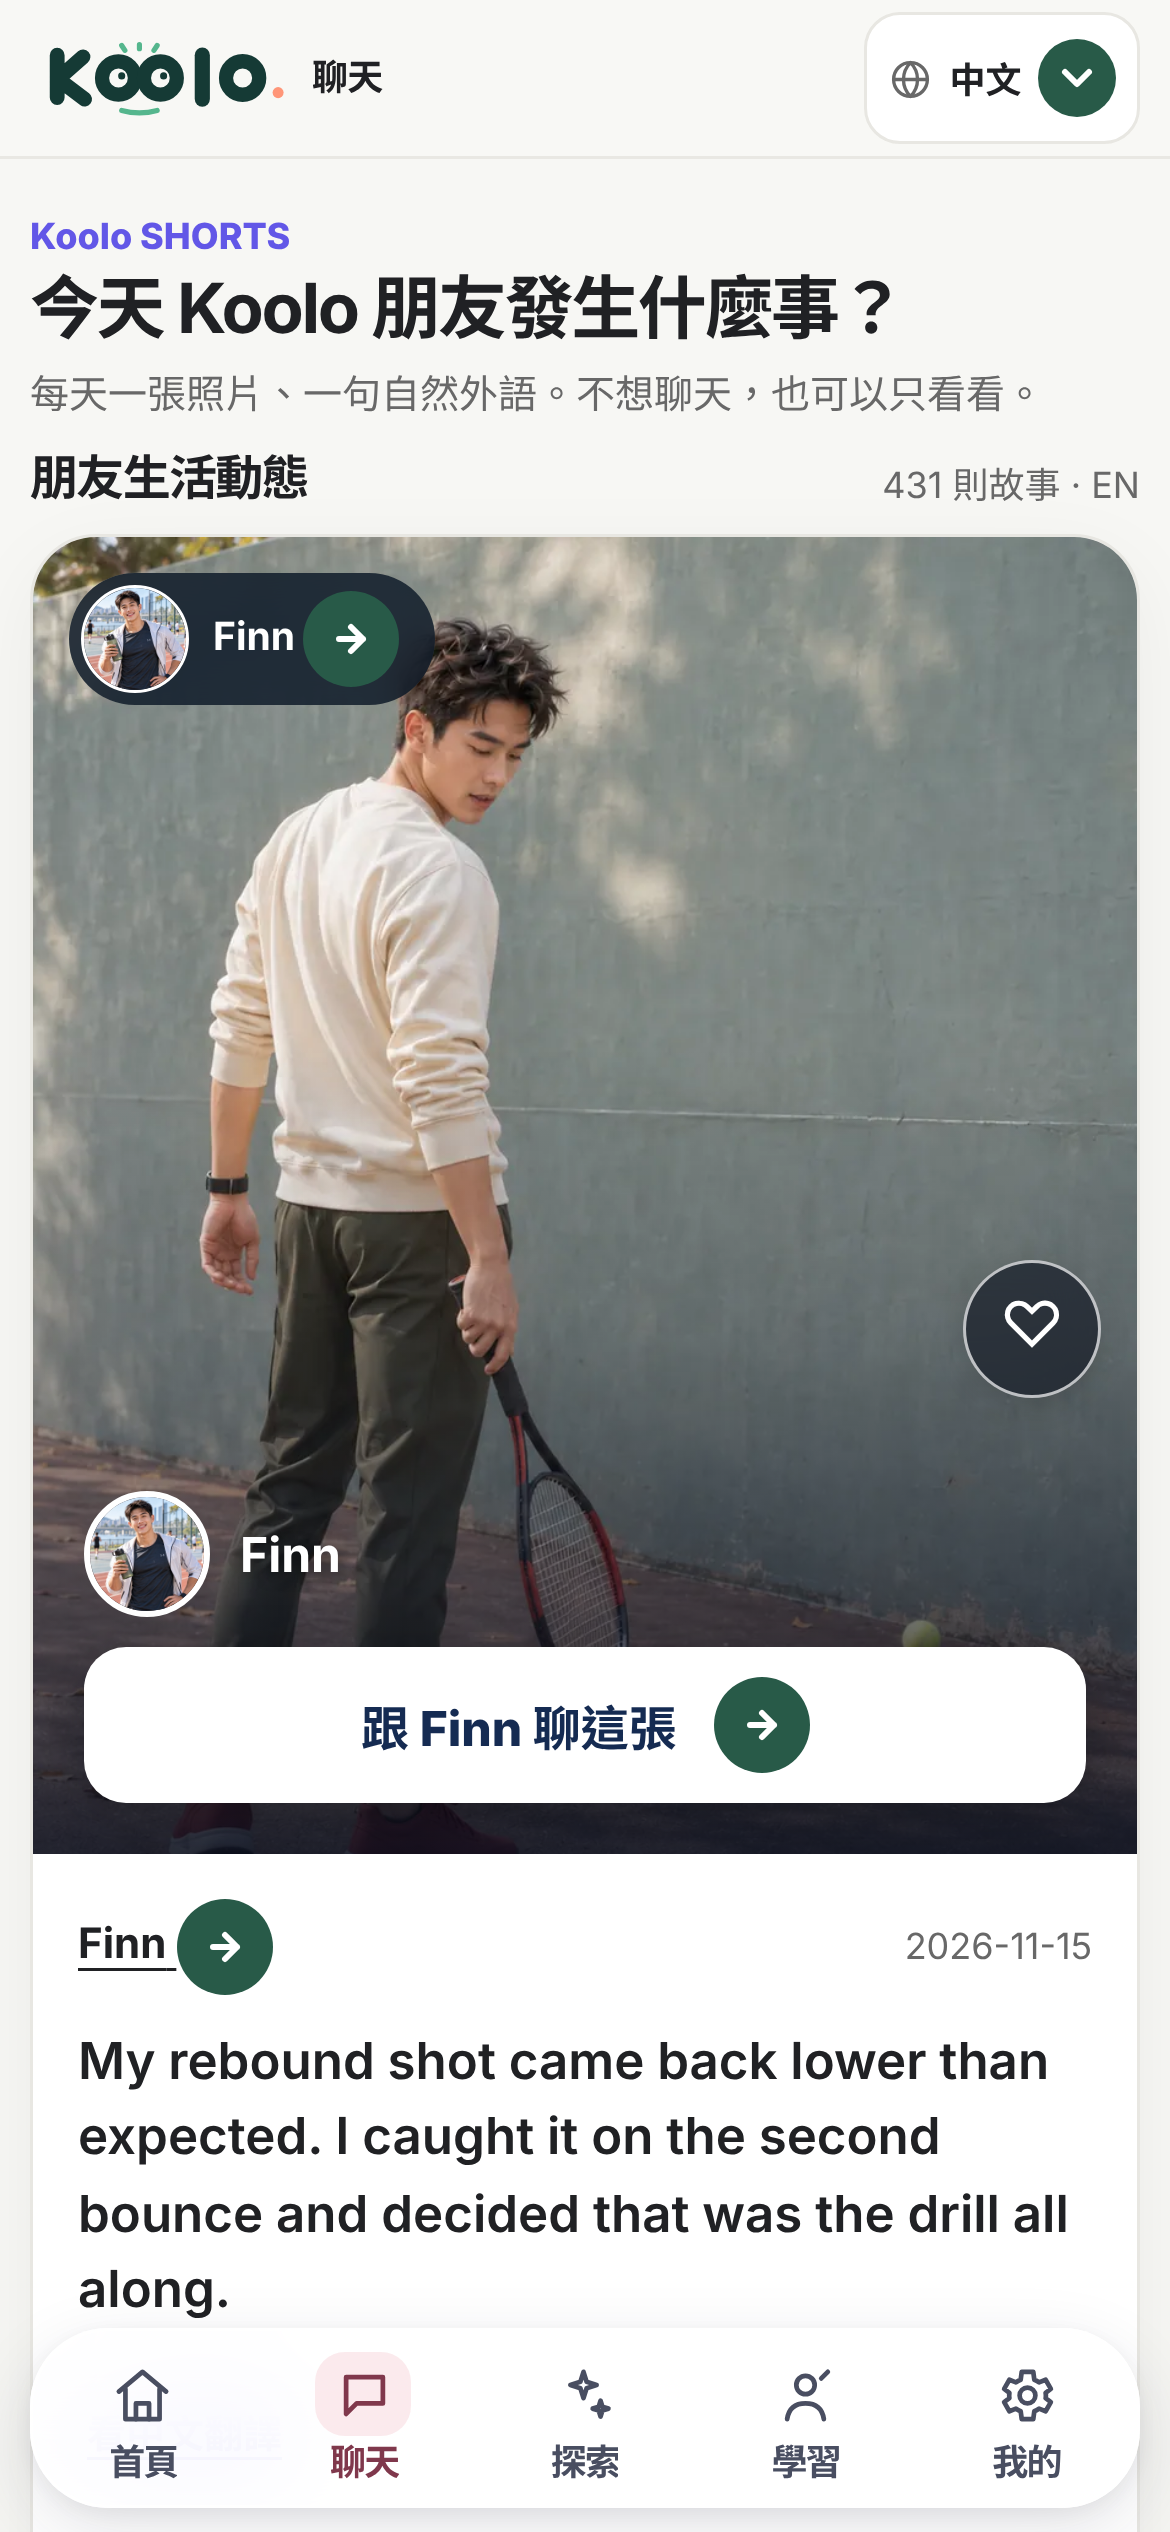 Koolo. 聊天
中文
Koolo SHORTS
今天 Koolo 朋友發生什麼事？
每天一張照片、一句自然外語。不想聊天，也可以只看看。
朋友生活動態
431 則故事 · EN
Finn
Finn
跟 Finn 聊這張
Finn
2026-11-15
My rebound shot came back lower than
expected. I caught it on the second
bounce and decided that was the drill all
along.
首頁
聊天
探索
學習
我的